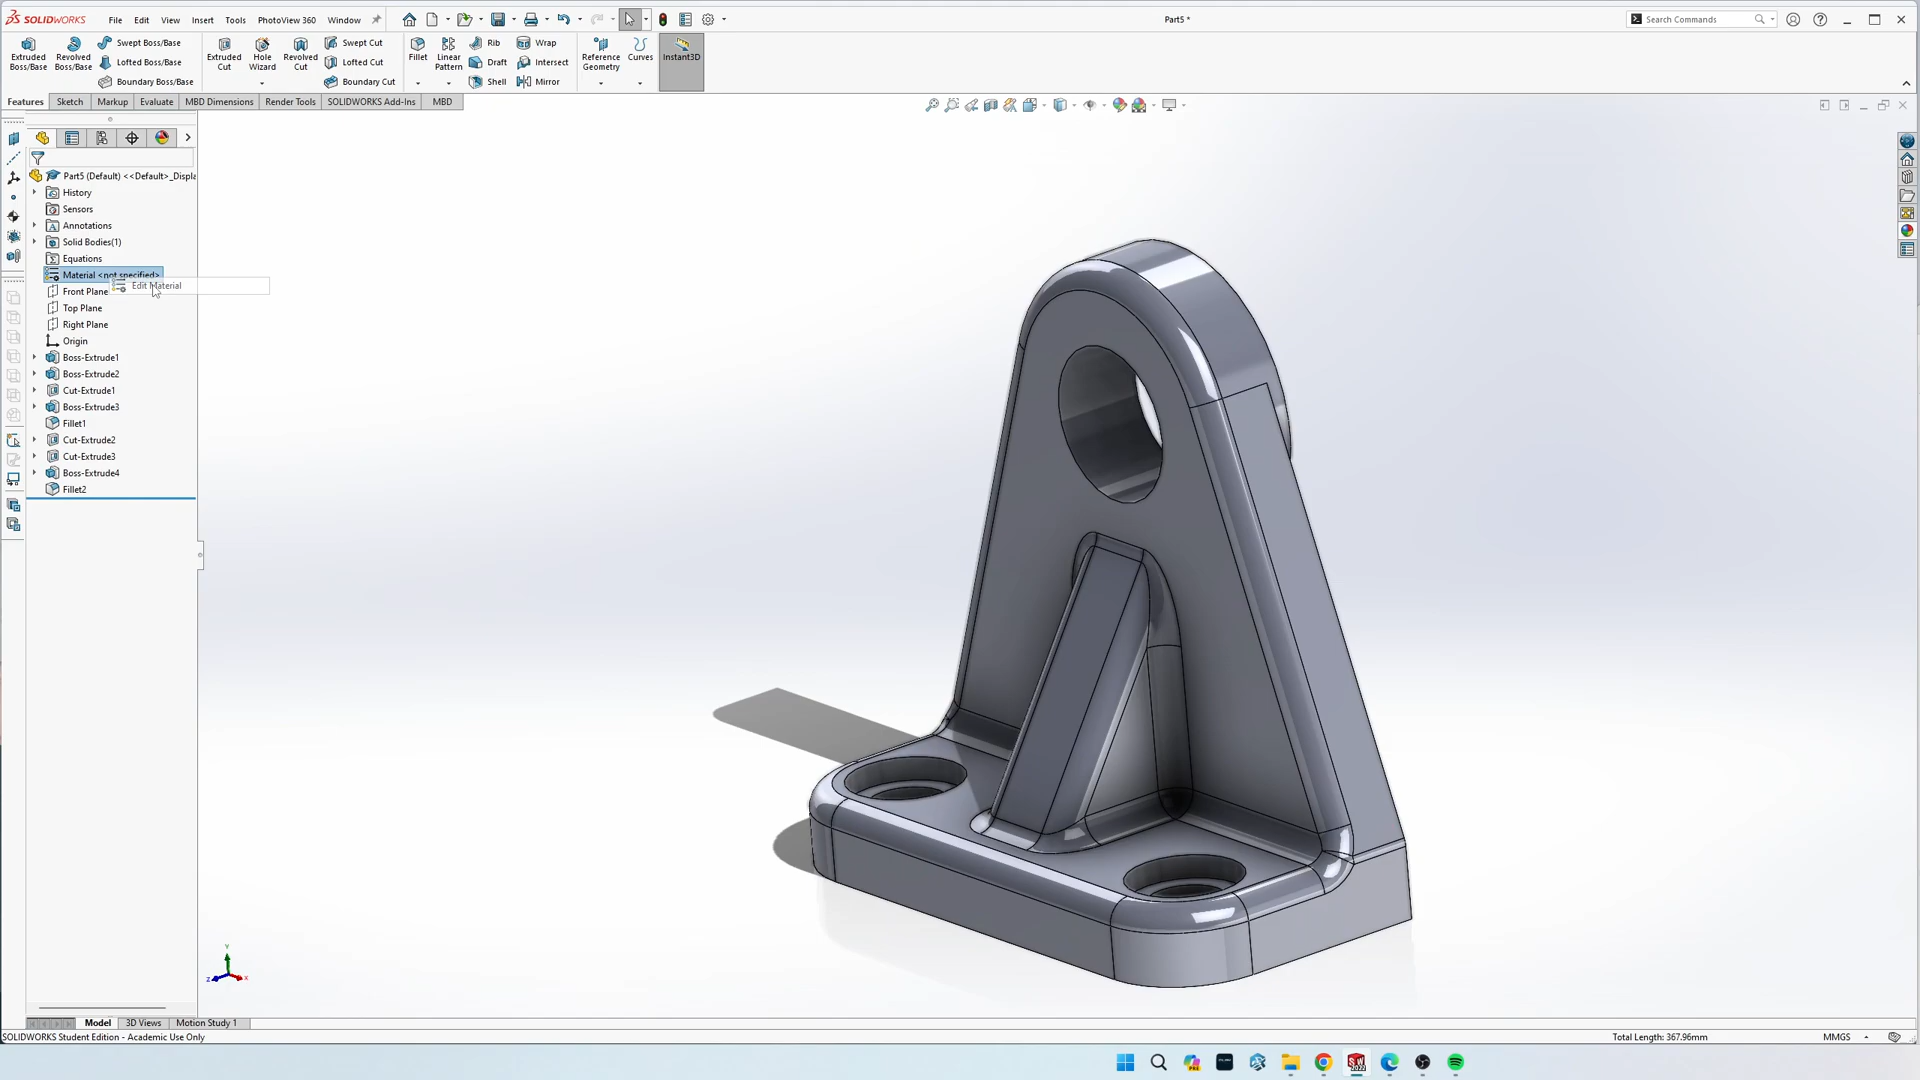 SOLIDWORKS File Edit View Insert Tools PhotoView 360 Window Part5 * Search Commands
Extruded Boss/Base
Revolved Boss/Base
Swept Boss/Base
Lofted Boss/Base
Boundary Boss/Base
Extruded Cut
Hole Wizard
Revolved Cut
Swept Cut
Lofted Cut
Boundary Cut
Fillet
Linear Pattern
Rib
Draft
Shell
Wrap
Intersect
Mirror
Reference Geometry
Curves
Instant3D
Features Sketch Markup Evaluate MBD Dimensions Render Tools SOLIDWORKS Add-Ins MBD
Part5 (Default) <<Default>_Displa
History
Sensors
Annotations
Solid Bodies(1)
Equations
Material <not specified>
Edit Material
Front Plane
Top Plane
Right Plane
Origin
Boss-Extrude1
Boss-Extrude2
Cut-Extrude1
Boss-Extrude3
Fillet1
Cut-Extrude2
Cut-Extrude3
Boss-Extrude4
Fillet2
Y
Z X
Model 3D Views Motion Study 1
SOLIDWORKS Student Edition - Academic Use Only Total Length: 367.96mm MMGS